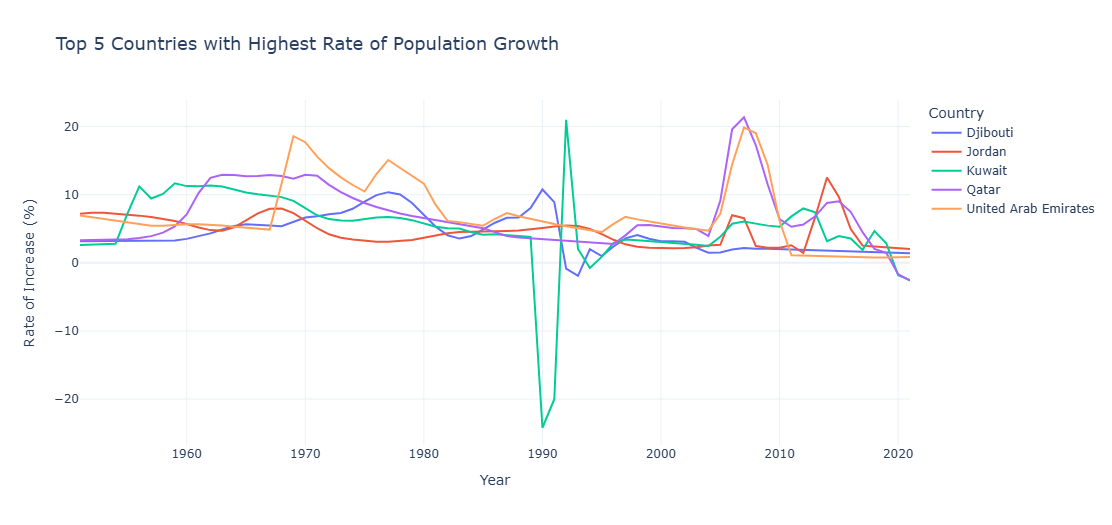 Top 5 Countries with Highest Rate of Population Growth
Country
Djibouti
Jordan
Kuwait
Qatar
United Arab Emirates
Rate of Increase (%)
20
10
0
−10
−20
1960
1970
1980
1990
2000
2010
2020
Year